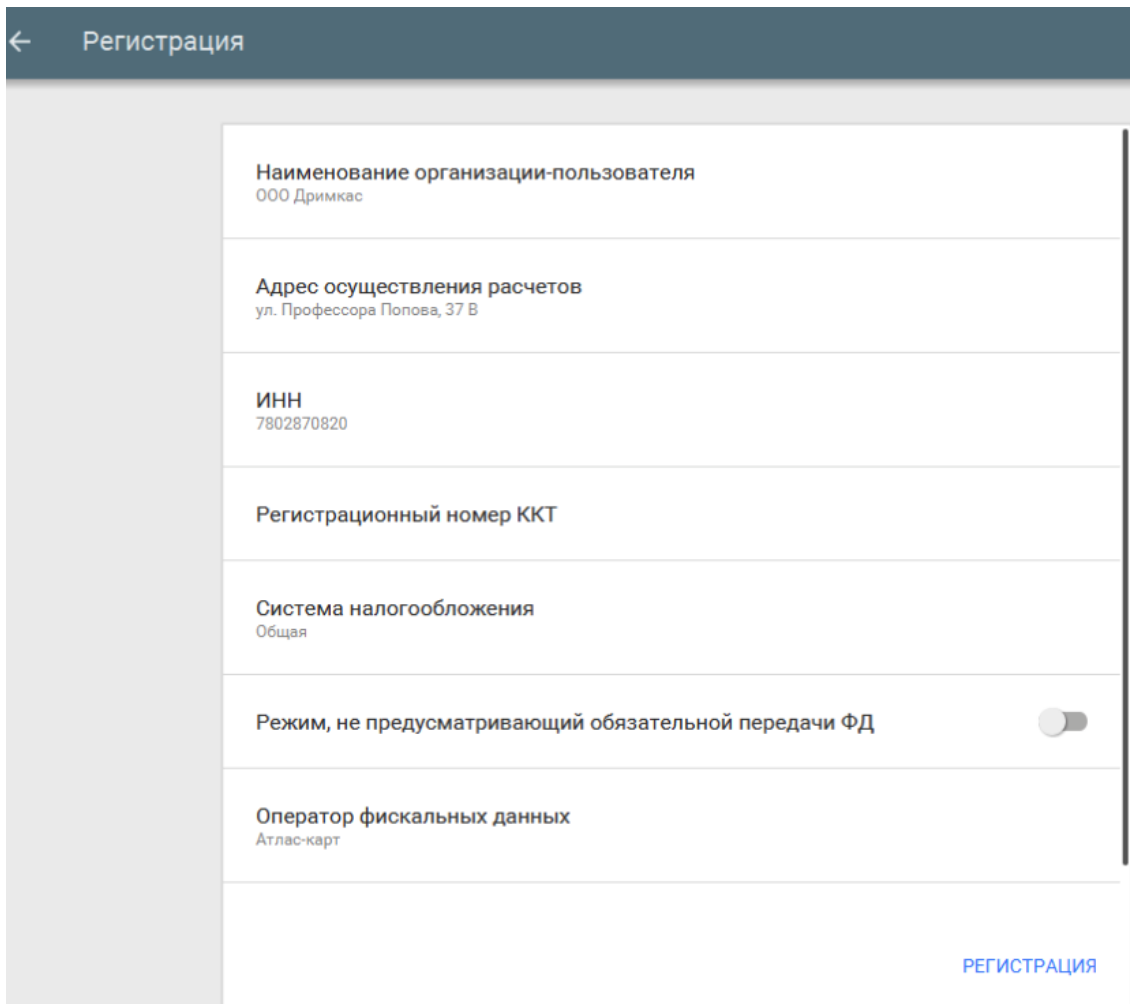 Регистрация
Наименование организации-пользователя
ООО Дримкас
Адрес осуществления расчетов
ул. Профессора Попова, 37 В
ИНН
7802870820
Регистрационный номер ККТ
Система налогообложения
Общая
Режим, не предусматривающий обязательной передачи ФД
Оператор фискальных данных
Атлас-карт
РЕГИСТРАЦИЯ